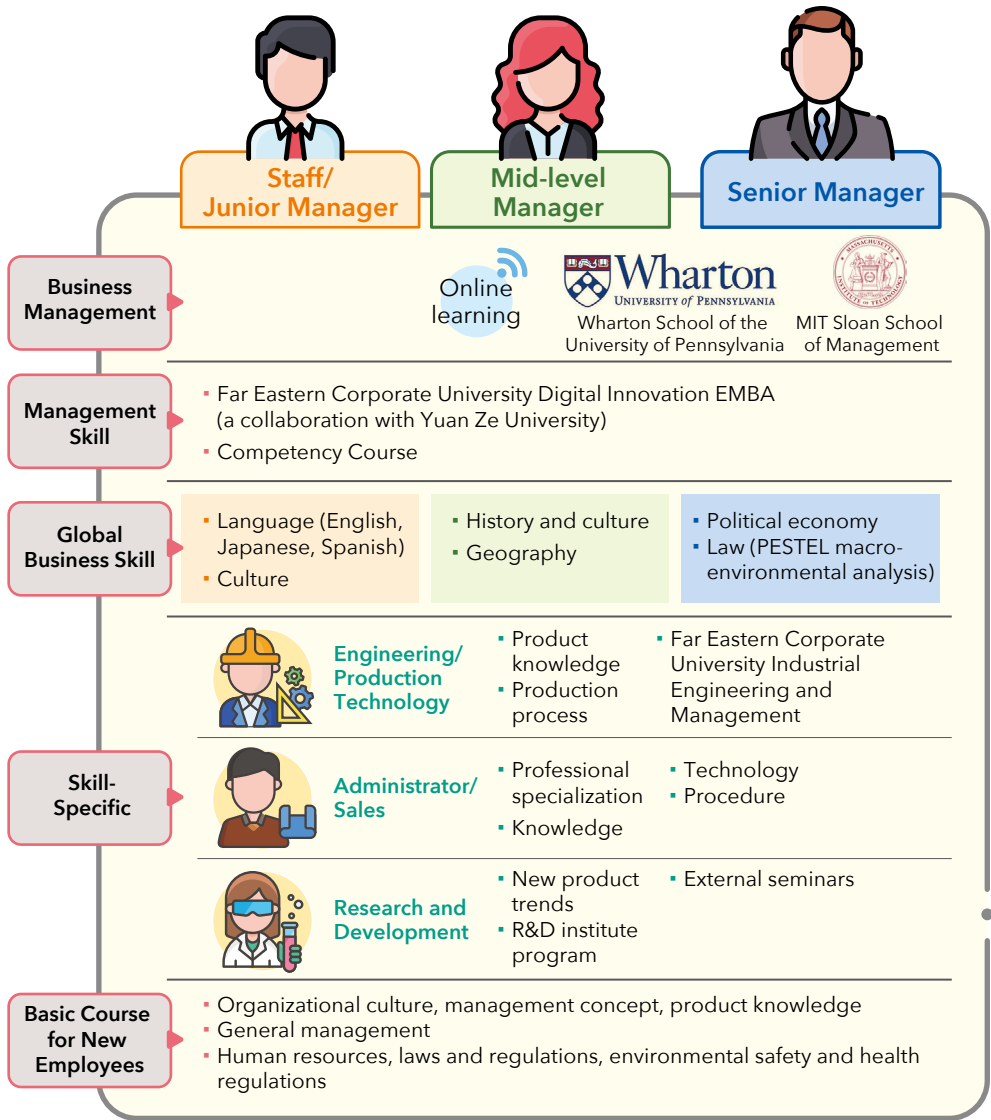 Staff/
Junior Manager
Mid-level
Manager
Senior Manager
Business
Management
Online
learning
Wharton
UNIVERSITY of PENNSYLVANIA
Wharton School of the
University of Pennsylvania
MASSACHUSETTS
INSTITUTE OF TECHNOLOGY
MIT Sloan School
of Management
Management
Skill
▪ Far Eastern Corporate University Digital Innovation EMBA
(a collaboration with Yuan Ze University)
▪ Competency Course
Global
Business Skill
▪ Language (English,
Japanese, Spanish)
▪ Culture
▪ History and culture
▪ Geography
▪ Political economy
▪ Law (PESTEL macro-
environmental analysis)
Skill-
Specific
Engineering/
Production
Technology
▪ Product
knowledge
▪ Production
process
▪ Far Eastern Corporate
University Industrial
Engineering and
Management
Administrator/
Sales
▪ Professional
specialization
▪ Knowledge
▪ Technology
▪ Procedure
Research and
Development
▪ New product
trends
▪ R&D institute
program
▪ External seminars
Basic Course
for New
Employees
▪ Organizational culture, management concept, product knowledge
▪ General management
▪ Human resources, laws and regulations, environmental safety and health
regulations